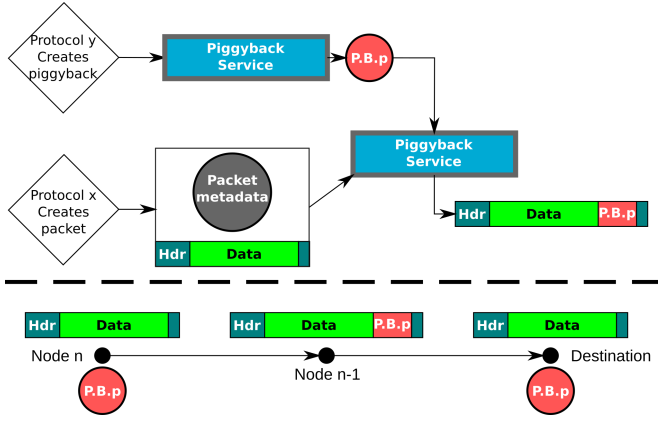 Protocol y
Creates
piggyback
Piggyback
Service
P.B.p
Protocol x
Creates
packet
Packet
metadata
Hdr
Data
Piggyback
Service
Hdr
Data
P.B.p
Hdr
Data
Hdr
Data
P.B.p
Hdr
Data
Node n
Node n-1
Destination
P.B.p
P.B.p